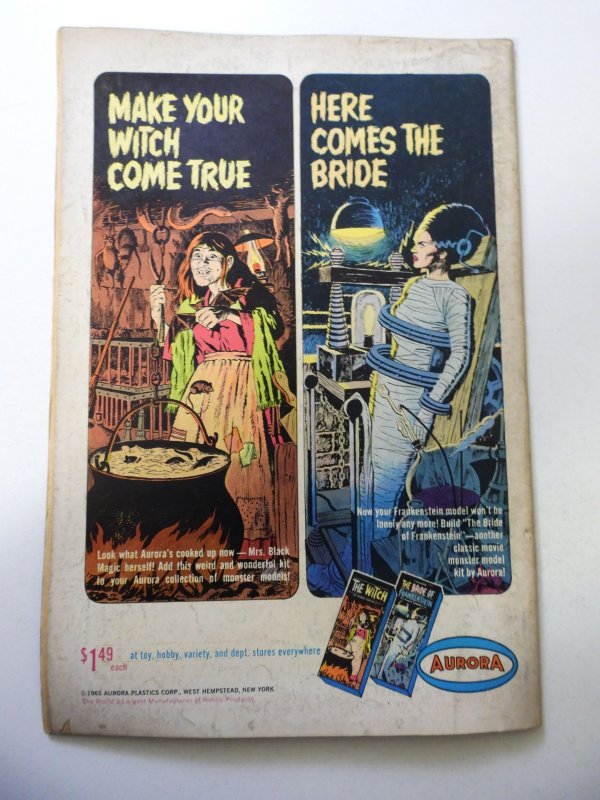 MAKE YOUR
WITCH
COME TRUE
Look what Aurora's cooked up now — Mrs. Black
Magic herself! Add this weird and wonderful kit
to your Aurora collection of monster models!
HERE
COMES THE
BRIDE
Now your Frankenstein model won't be
lonely any more! Build "The Bride
of Frankenstein"—another
classic movie
monster model
kit by Aurora!
THE WITCH
THE BRIDE OF
FRANKENSTEIN
$1.49 each
at toy, hobby, variety, and dept. stores everywhere
AURORA
©1965 AURORA PLASTICS CORP., WEST HEMPSTEAD, NEW YORK
The World's Largest Manufacturer of Hobby Products